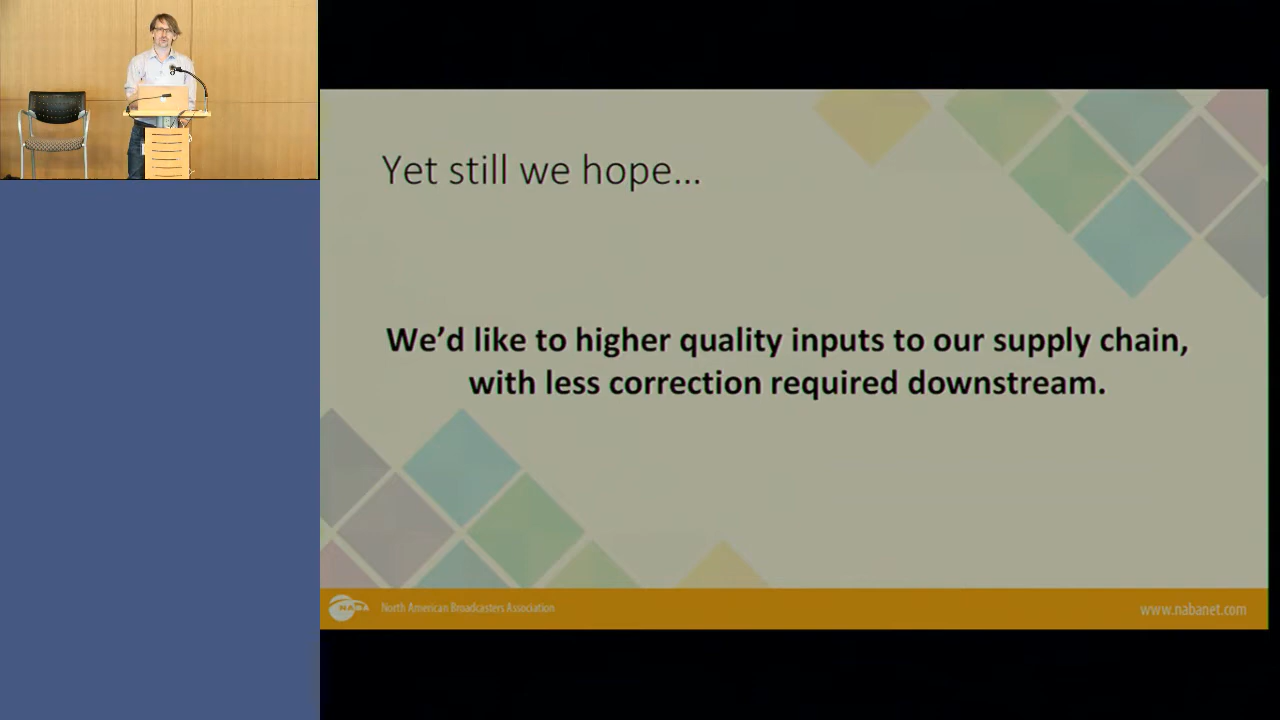 Yet still we hope...
We'd like to higher quality inputs to our supply chain,
with less correction required downstream.
NABA
North American Broadcasters Association
www.nabanet.com